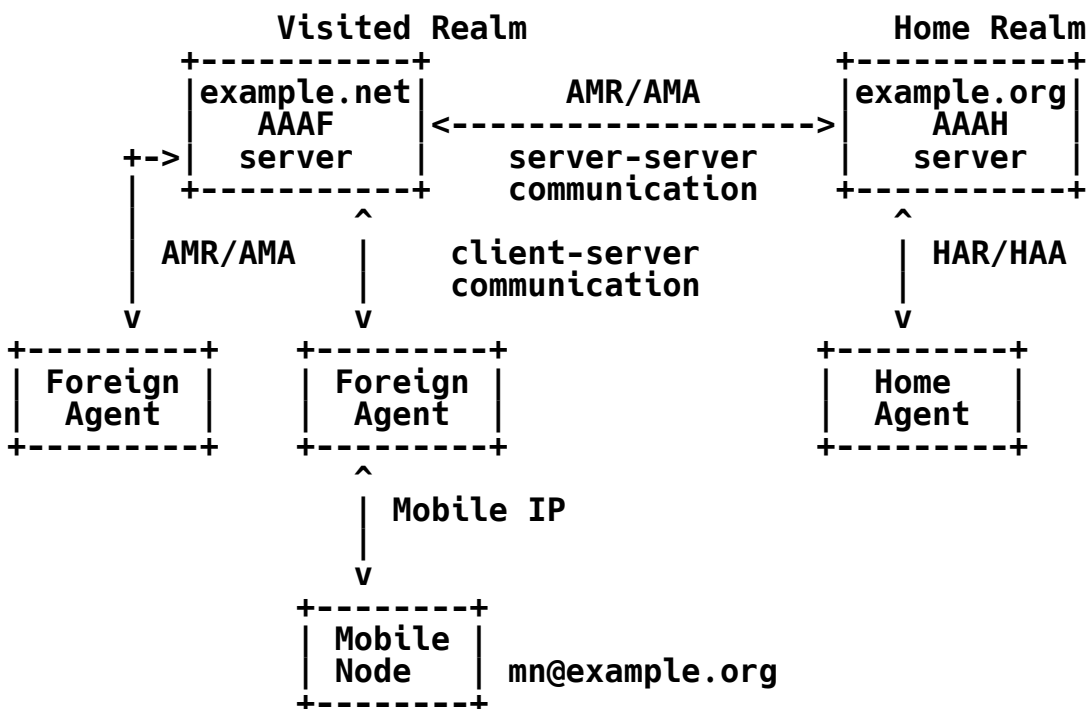 Visited Realm                     Home Realm
+-----------+                      +-----------+
|example.net|       AMR/AMA        |example.org|
|   AAAF    |<-------------------->|    AAAH   |
+->|  server   |    server-server     |   server  |
|  +-----------+    communication     +-----------+
|           ^                            ^
| AMR/AMA   |    client-server           | HAR/HAA
|           |    communication           |
v           v                            v
+---------+    +---------+                +---------+
| Foreign |    | Foreign |                |  Home   |
|  Agent  |    |  Agent  |                |  Agent  |
+---------+    +---------+                +---------+
^
| Mobile IP
|
v
+--------+
| Mobile |
| Node   | mn@example.org
+--------+